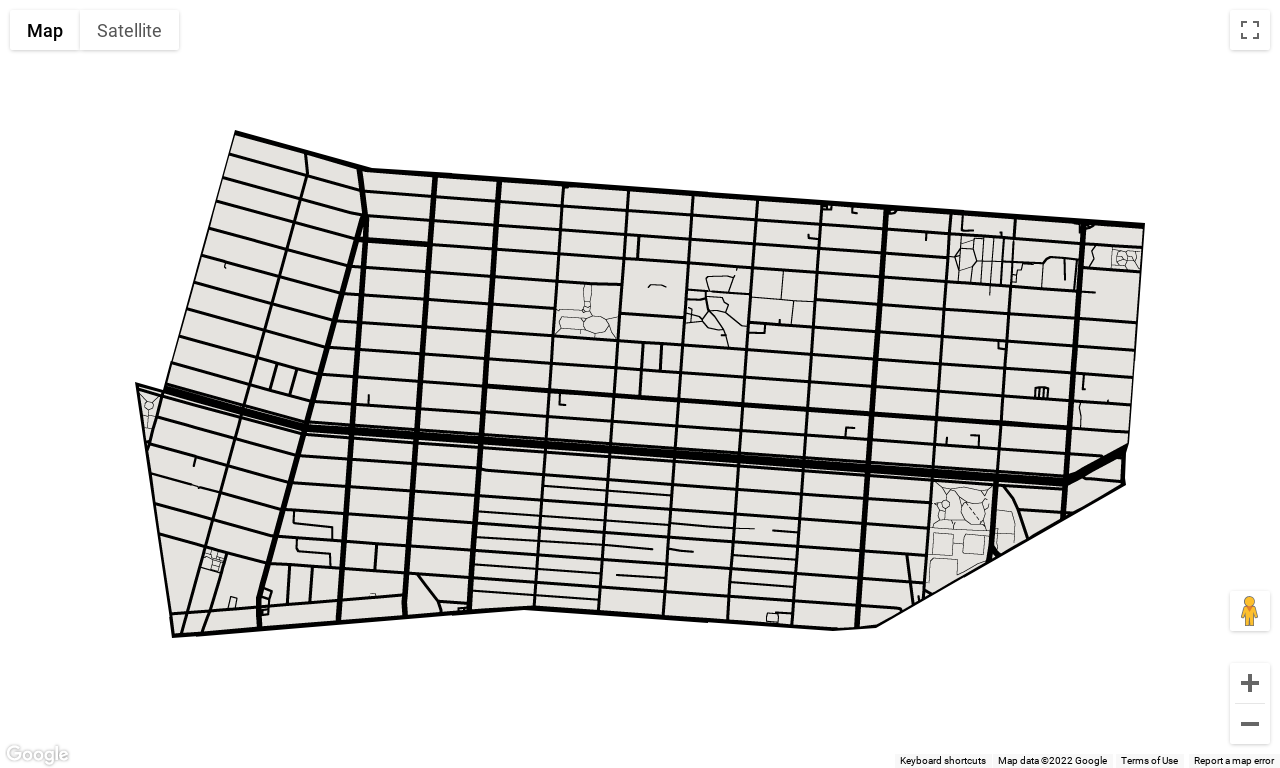 Map Satellite
Google
Keyboard shortcuts Map data ©2022 Google Terms of Use Report a map error